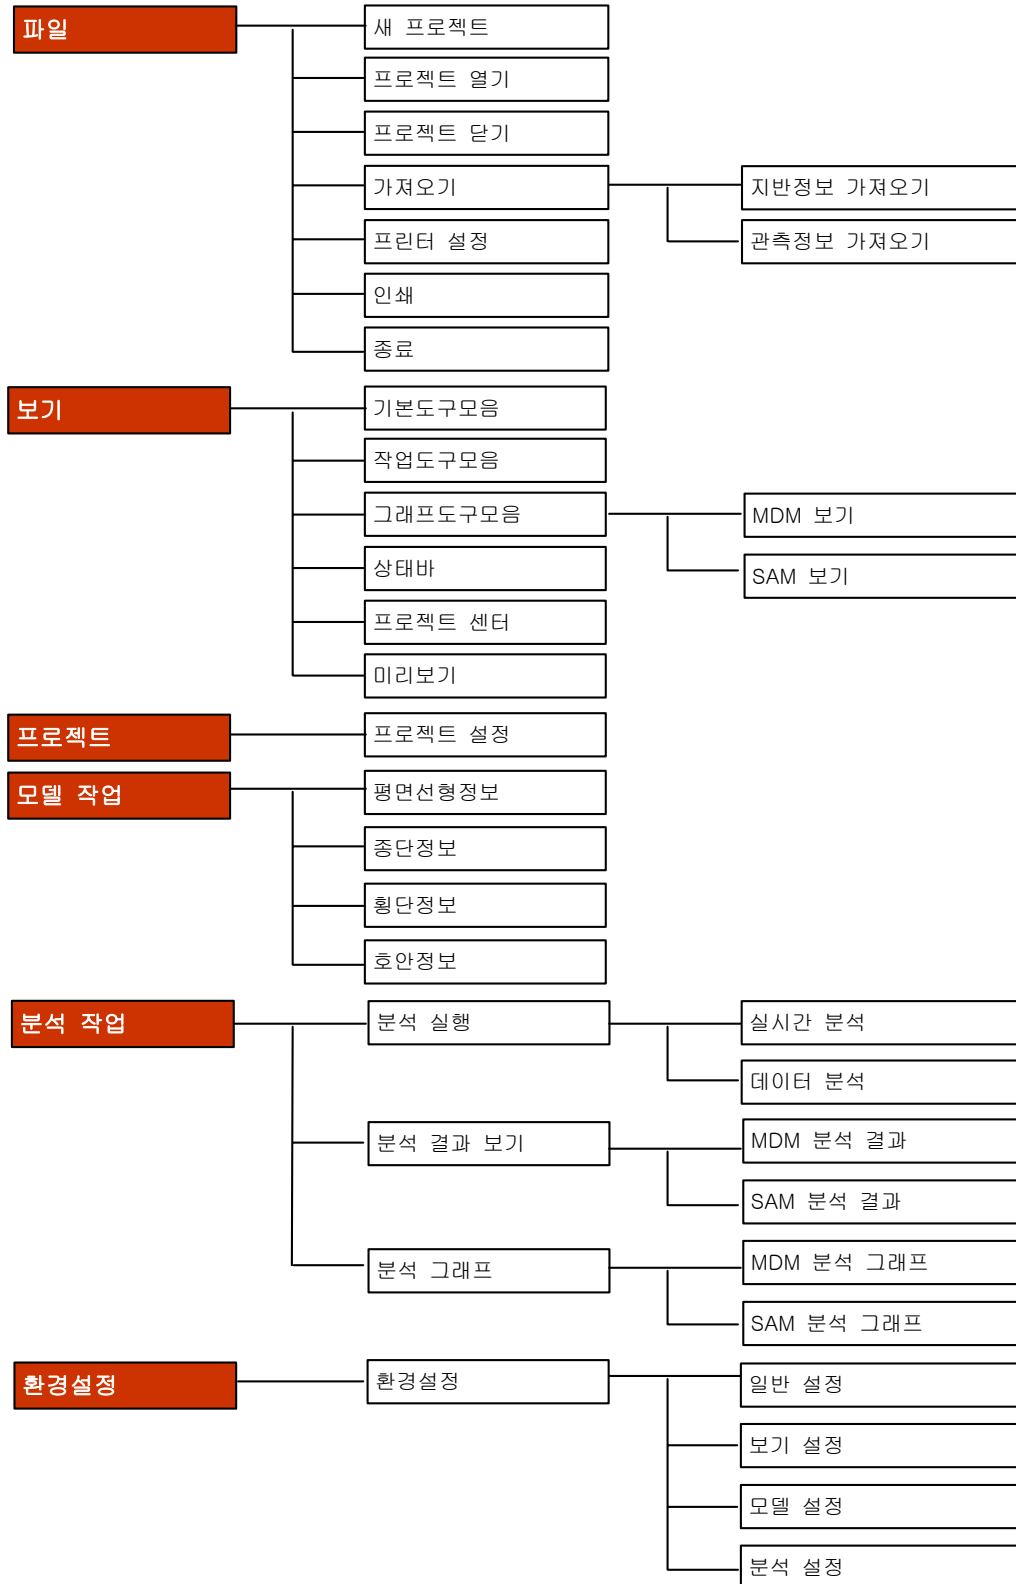 파일
새 프로젝트
프로젝트 열기
프로젝트 닫기
가져오기
지반정보 가져오기
관측정보 가져오기
프린터 설정
인쇄
종료
보기
기본도구모음
작업도구모음
그래프도구모음
MDM 보기
SAM 보기
상태바
프로젝트 센터
미리보기
프로젝트
프로젝트 설정
모델 작업
평면선형정보
종단정보
횡단정보
호안정보
분석 작업
분석 실행
실시간 분석
데이터 분석
분석 결과 보기
MDM 분석 결과
SAM 분석 결과
분석 그래프
MDM 분석 그래프
SAM 분석 그래프
환경설정
환경설정
일반 설정
보기 설정
모델 설정
분석 설정